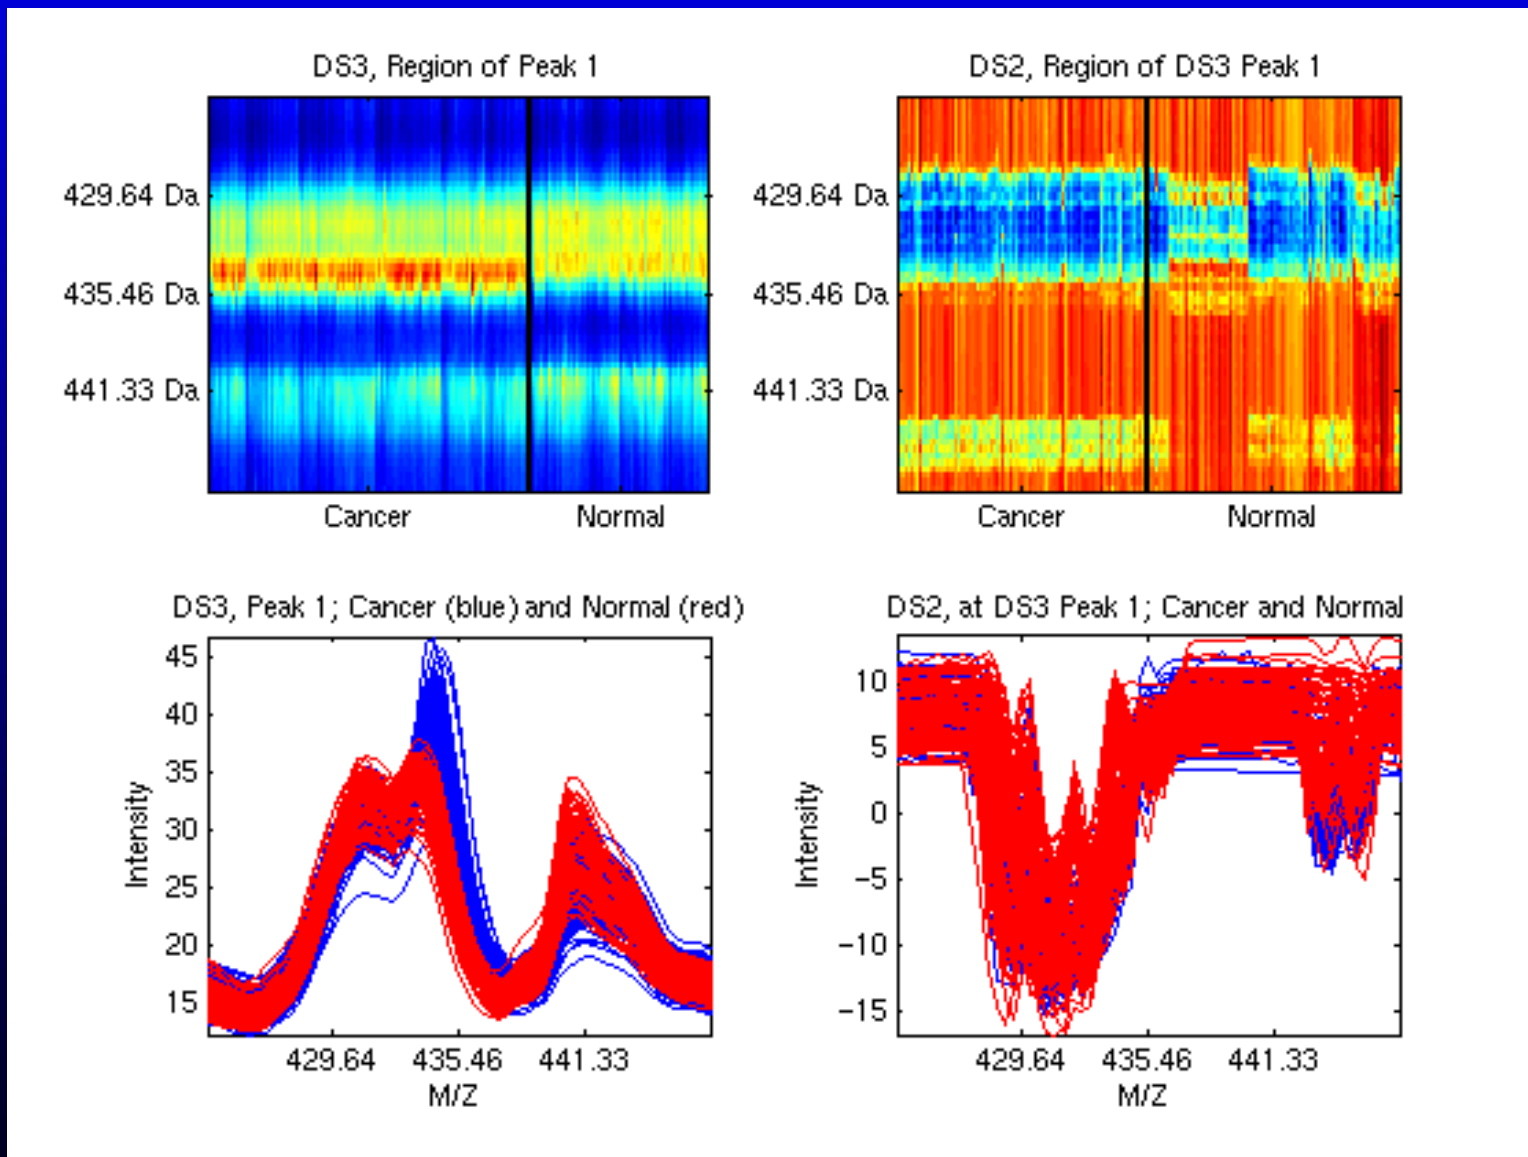 DS3, Region of Peak 1
429.64 Da
435.46 Da
441.33 Da
Cancer
Normal
DS2, Region of DS3 Peak 1
429.64 Da
435.46 Da
441.33 Da
Cancer
Normal
DS3, Peak 1; Cancer (blue) and Normal (red)
45
40
35
30
25
20
15
Intensity
429.64
435.46
441.33
M/Z
DS2, at DS3 Peak 1; Cancer and Normal
10
5
0
−5
−10
−15
Intensity
429.64
435.46
441.33
M/Z